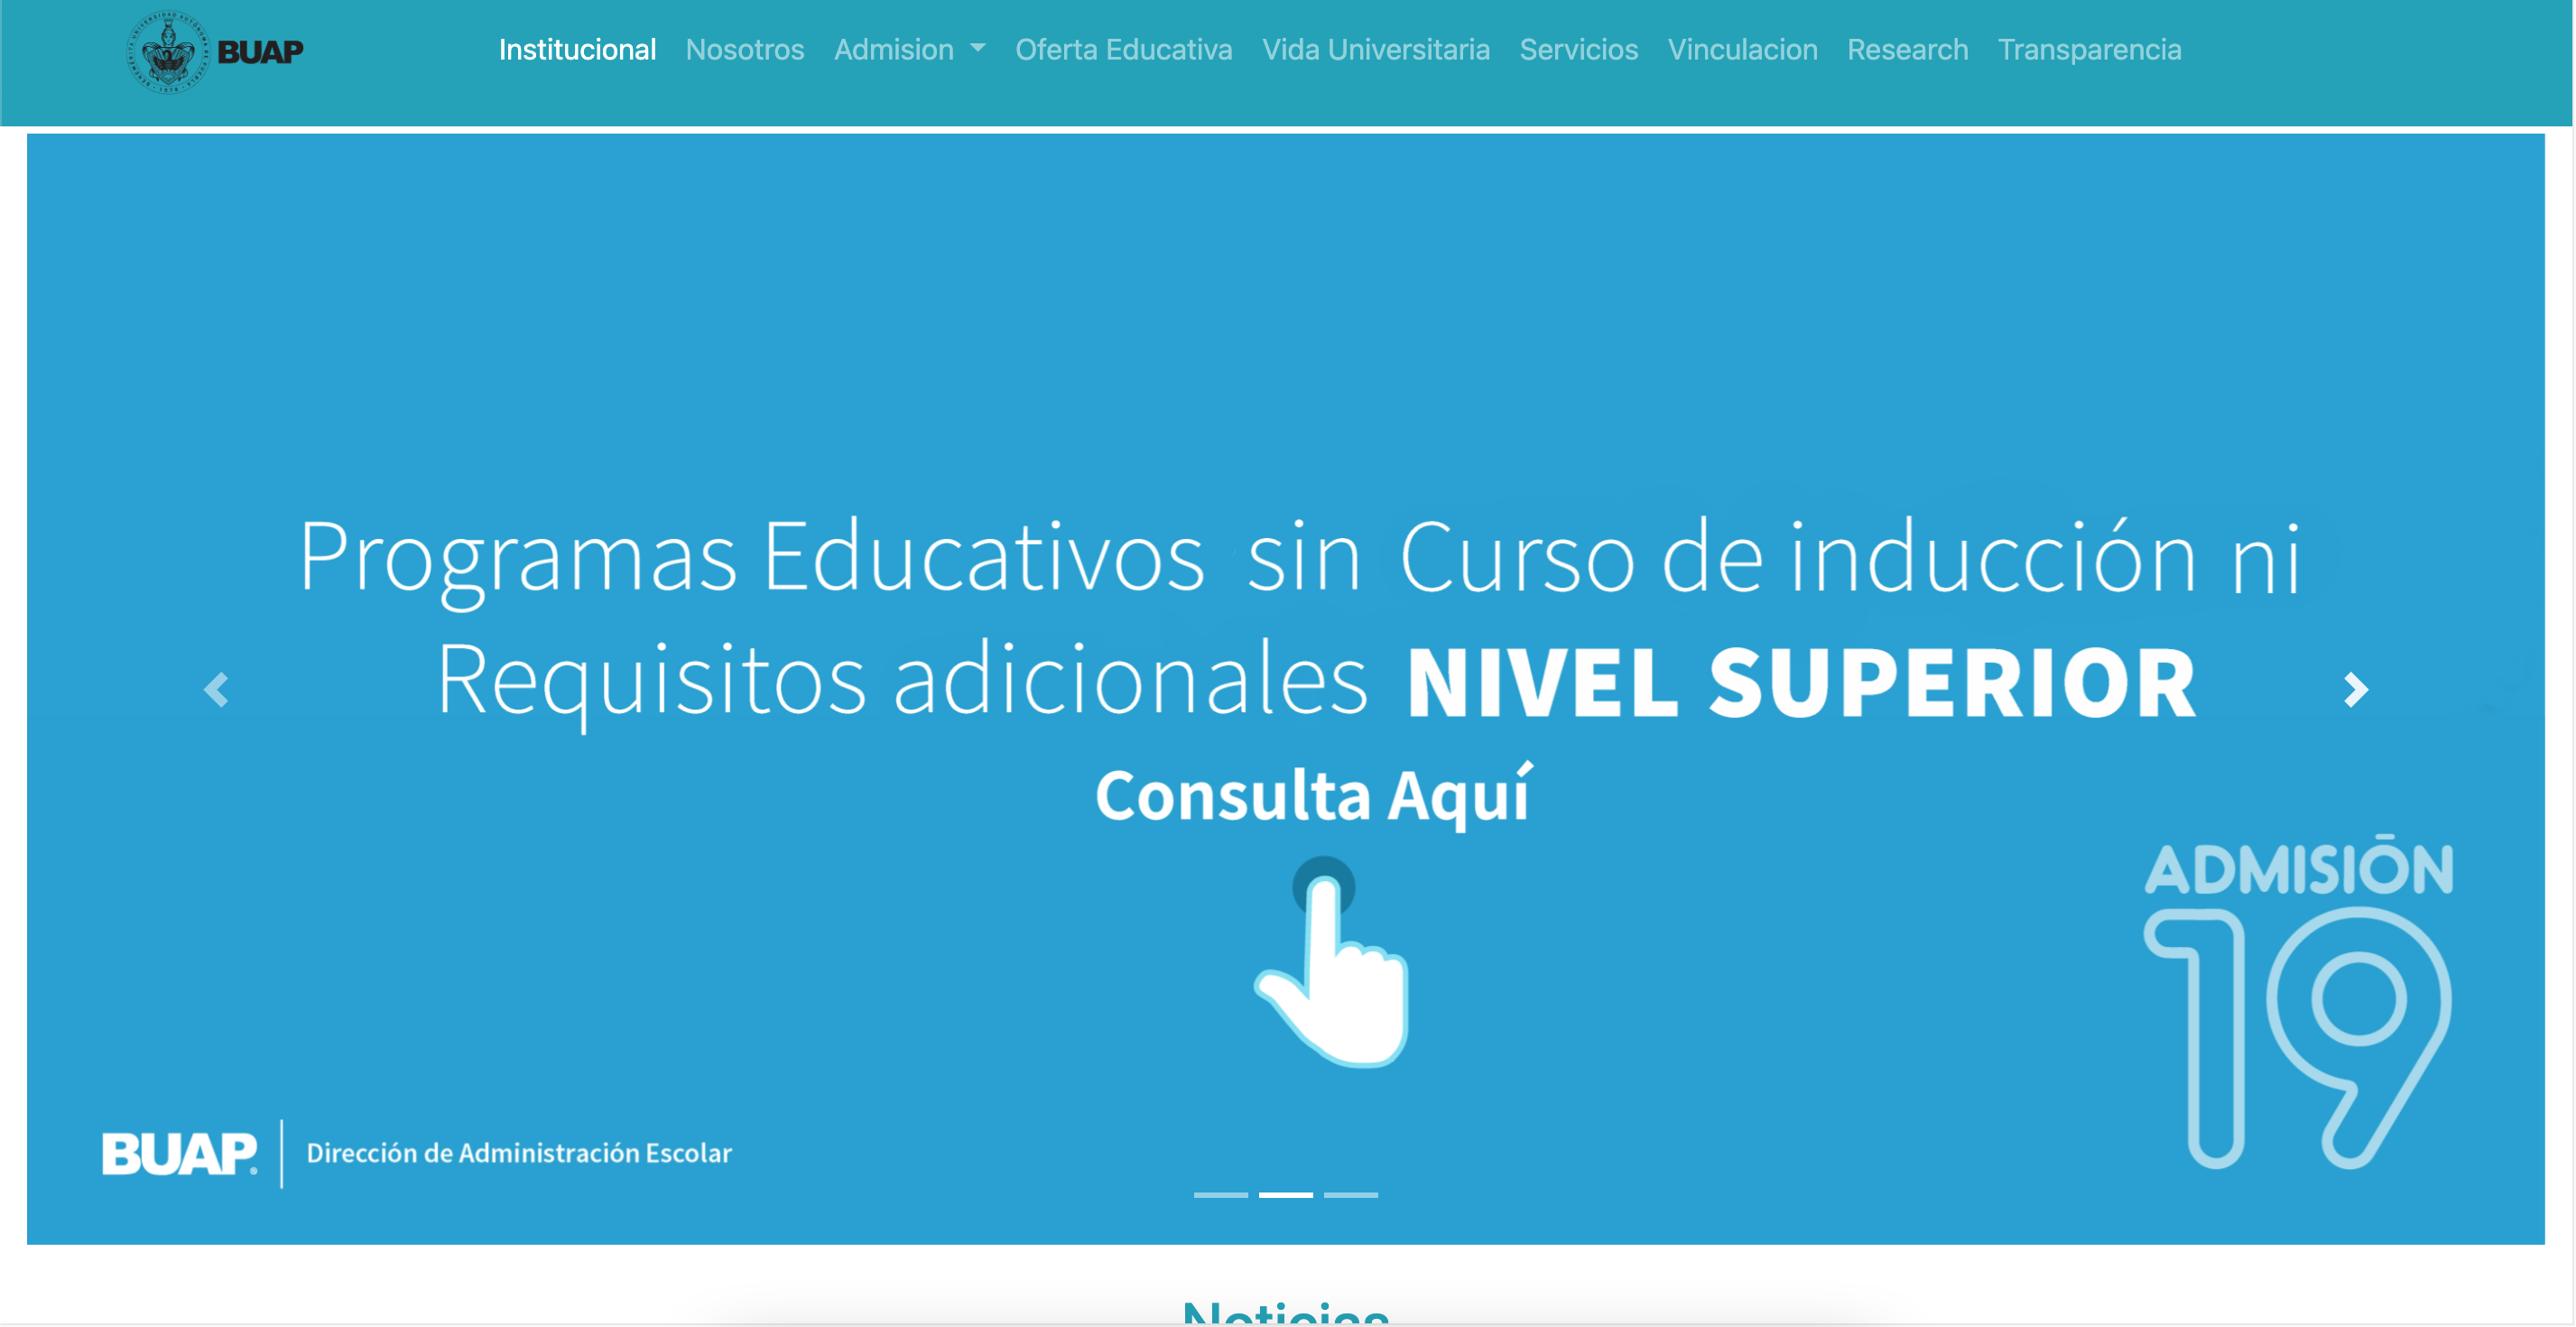 BUAP
Institucional Nosotros Admision Oferta Educativa Vida Universitaria Servicios Vinculacion Research Transparencia
Programas Educativos sin Curso de inducción ni
Requisitos adicionales NIVEL SUPERIOR
Consulta Aquí
ADMISIÓN
19
BUAP® Dirección de Administración Escolar
Noticias